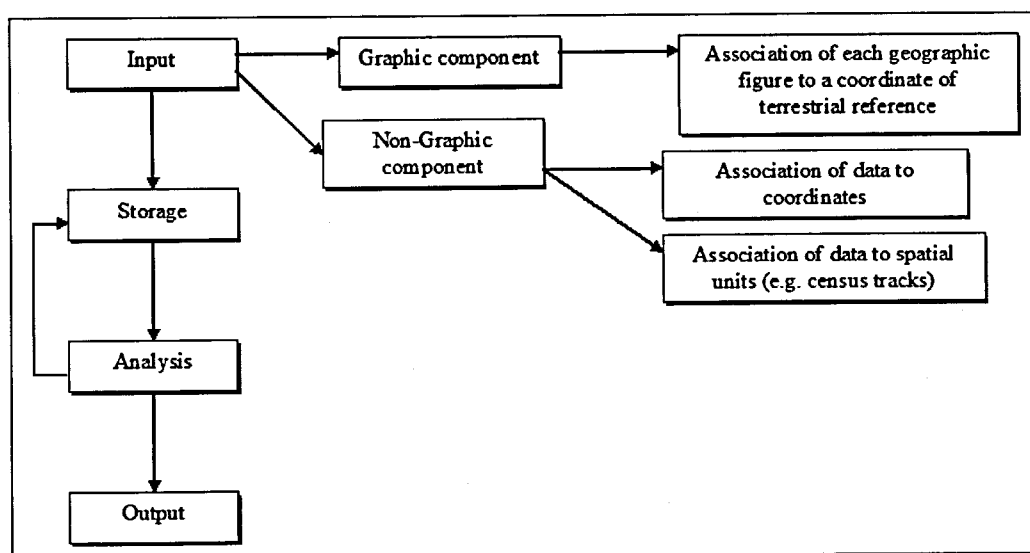 Input
Graphic component
Association of each geographic
figure to a coordinate of
terrestrial reference
Non-Graphic
component
Association of data to
coordinates
Storage
Association of data to spatial
units (e.g. census tracks)
Analysis
Output